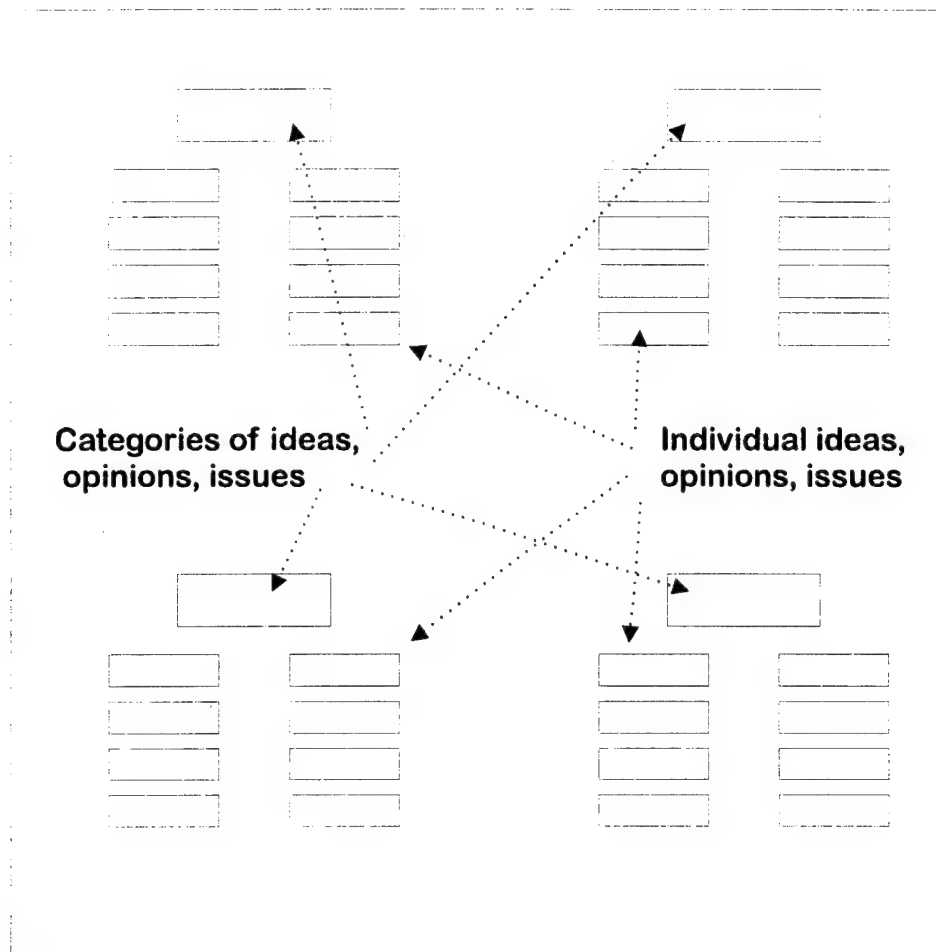 Categories of ideas,
opinions, issues
Individual ideas,
opinions, issues